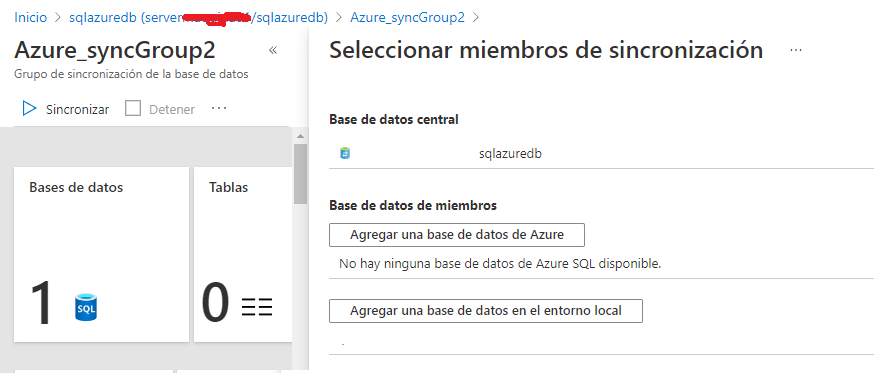 Inicio > sqlazuredb (server /sqlazuredb) > Azure_syncGroup2 >
Azure_syncGroup2 «
Grupo de sincronización de la base de datos
Sincronizar Detener ...
Bases de datos
1
SQL
Tablas
0
Seleccionar miembros de sincronización ...
Base de datos central
sqlazuredb
Base de datos de miembros
Agregar una base de datos de Azure
No hay ninguna base de datos de Azure SQL disponible.
Agregar una base de datos en el entorno local
.